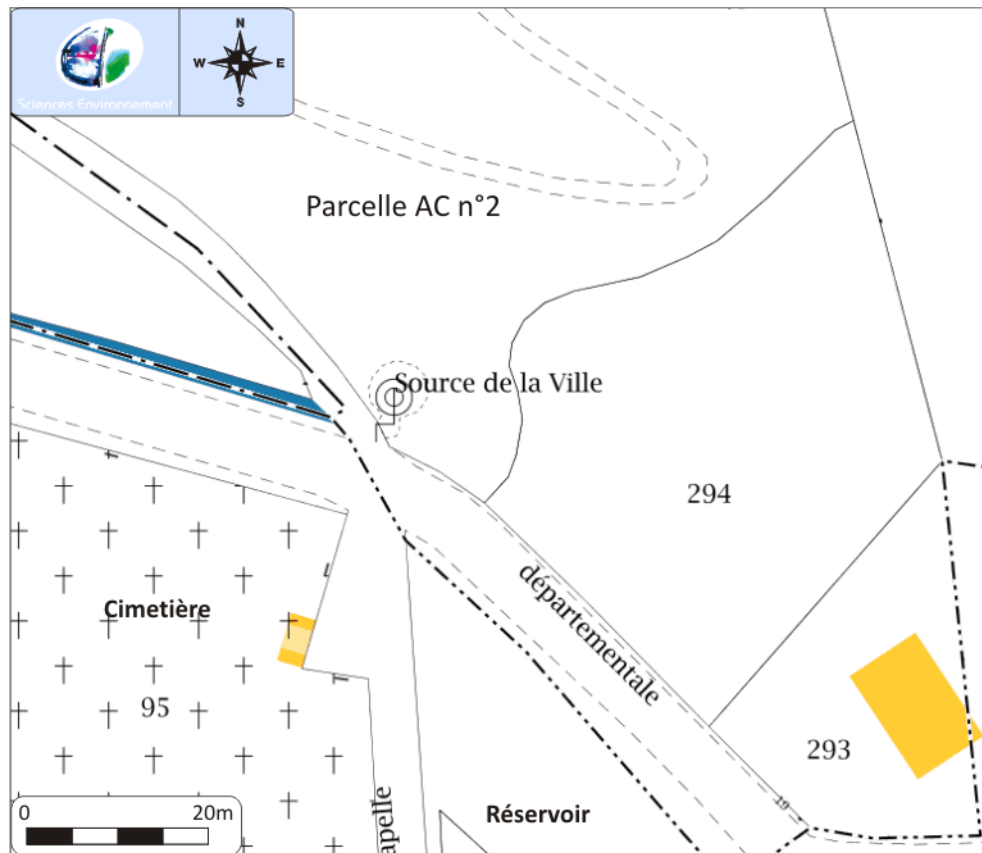 N
W E
S
Sciences Environnement
Parcelle AC n°2
Source de la Ville
294
départementale
Cimetière
95
293
19
Réservoir
apelle
0 20m